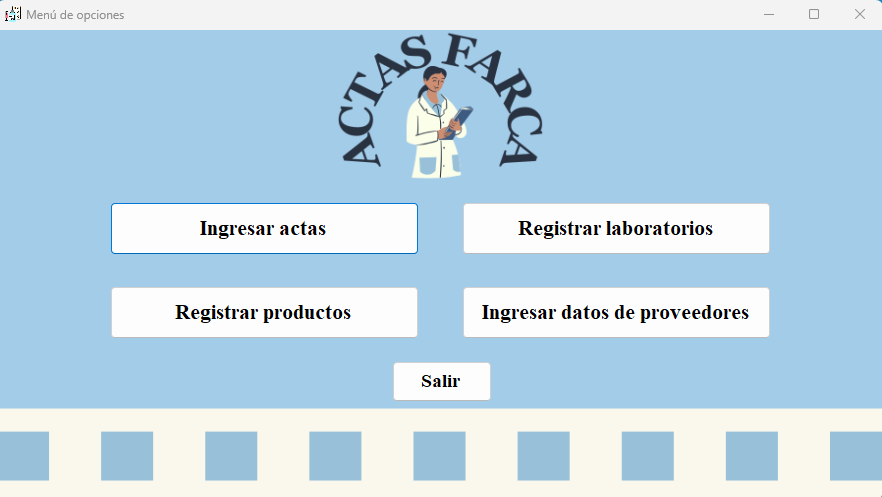 Menú de opciones
ACTAS FARCA
Ingresar actas
Registrar laboratorios
Registrar productos
Ingresar datos de proveedores
Salir